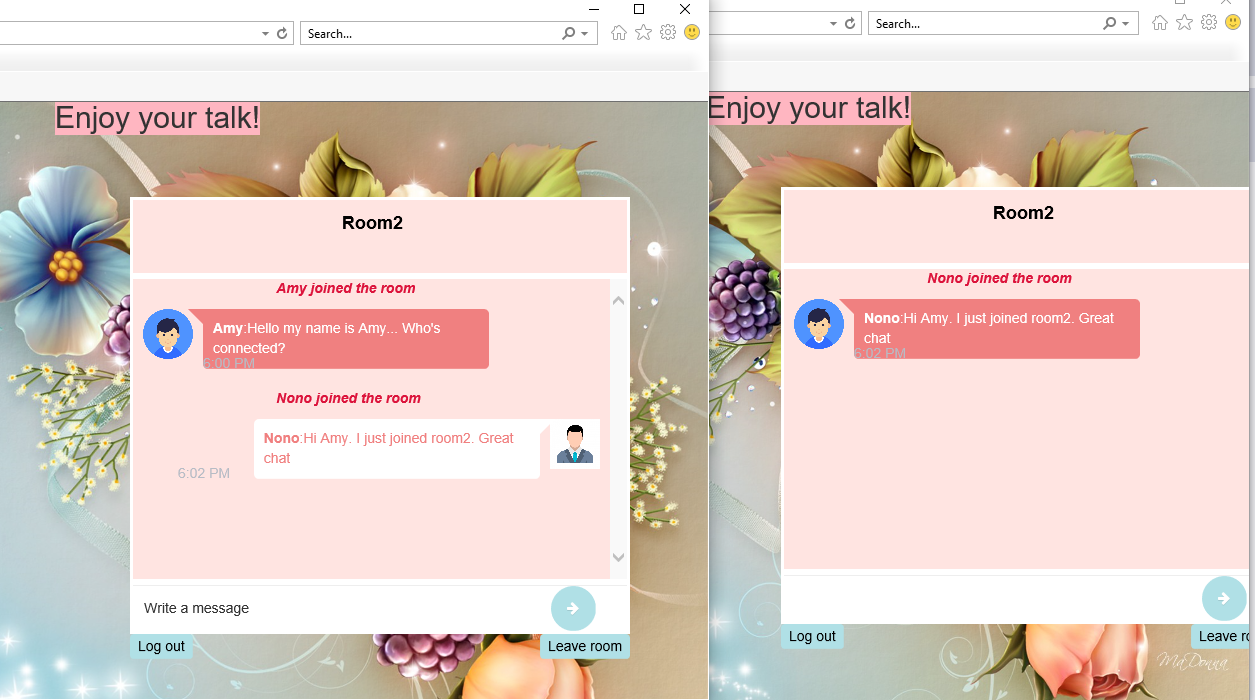 Search...
Enjoy your talk!
Room2
Amy joined the room
Amy:Hello my name is Amy... Who's
connected?
6:00 PM
Nono joined the room
Nono:Hi Amy. I just joined room2. Great
chat
6:02 PM
Write a message
Log out
Leave room
Search...
Enjoy your talk!
Room2
Nono joined the room
Nono:Hi Amy. I just joined room2. Great
chat
6:02 PM
Log out
Leave ro
MaDonna